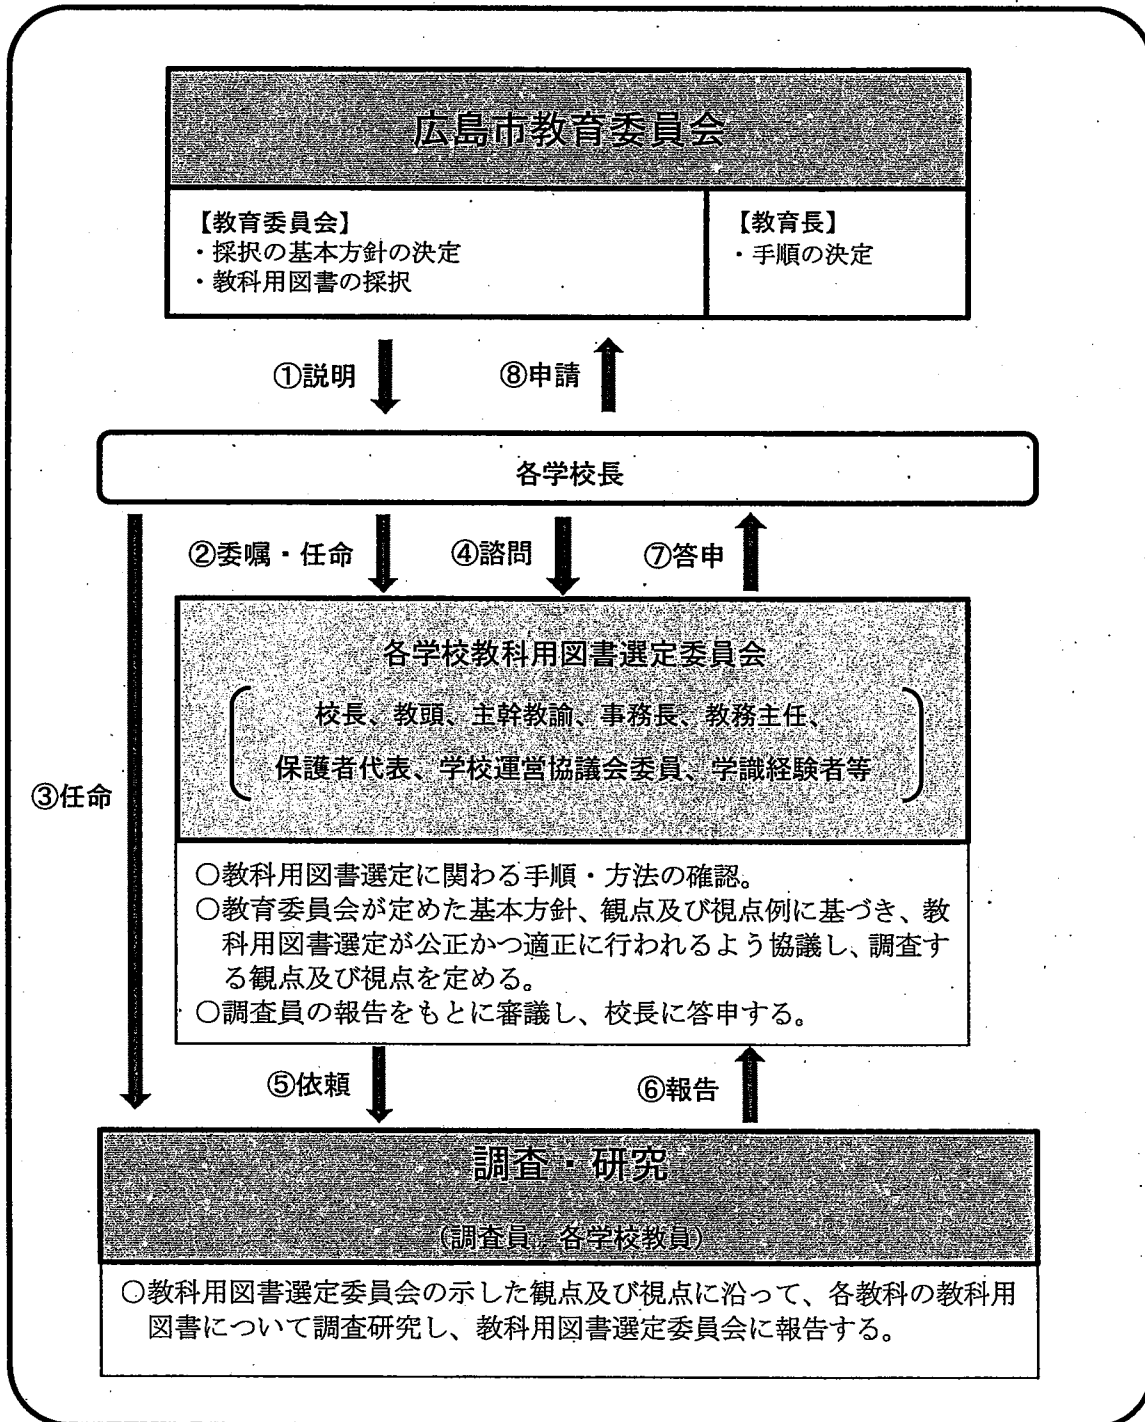 広島市教育委員会
【教育委員会】
・採択の基本方針の決定
・教科用図書の採択
【教育長】
・手順の決定
①説明
⑧申請
各学校長
②委嘱・任命
④諮問
⑦答申
各学校教科用図書選定委員会
校長、教頭、主幹教諭、事務長、教務主任、
保護者代表、学校運営協議会委員、学識経験者等
③任命
○教科用図書選定に関わる手順・方法の確認。
○教育委員会が定めた基本方針、観点及び視点例に基づき、教
科用図書選定が公正かつ適正に行われるよう協議し、調査す
る観点及び視点を定める。
○調査員の報告をもとに審議し、校長に答申する。
⑤依頼
⑥報告
調査・研究
(調査員：各学校教員)
○教科用図書選定委員会の示した観点及び視点に沿って、各教科の教科用
図書について調査研究し、教科用図書選定委員会に報告する。